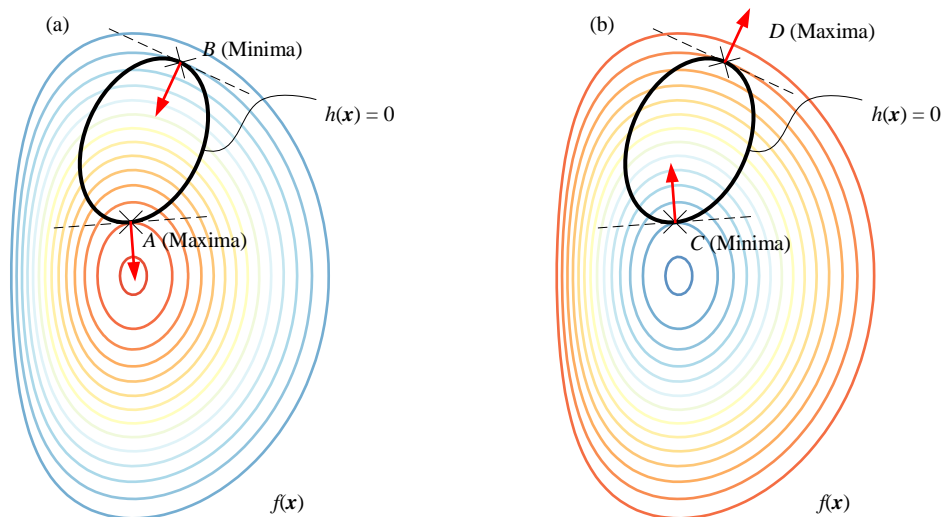 (a)
B (Minima)
h(x) = 0
A (Maxima)
f(x)
(b)
D (Maxima)
h(x) = 0
C (Minima)
f(x)